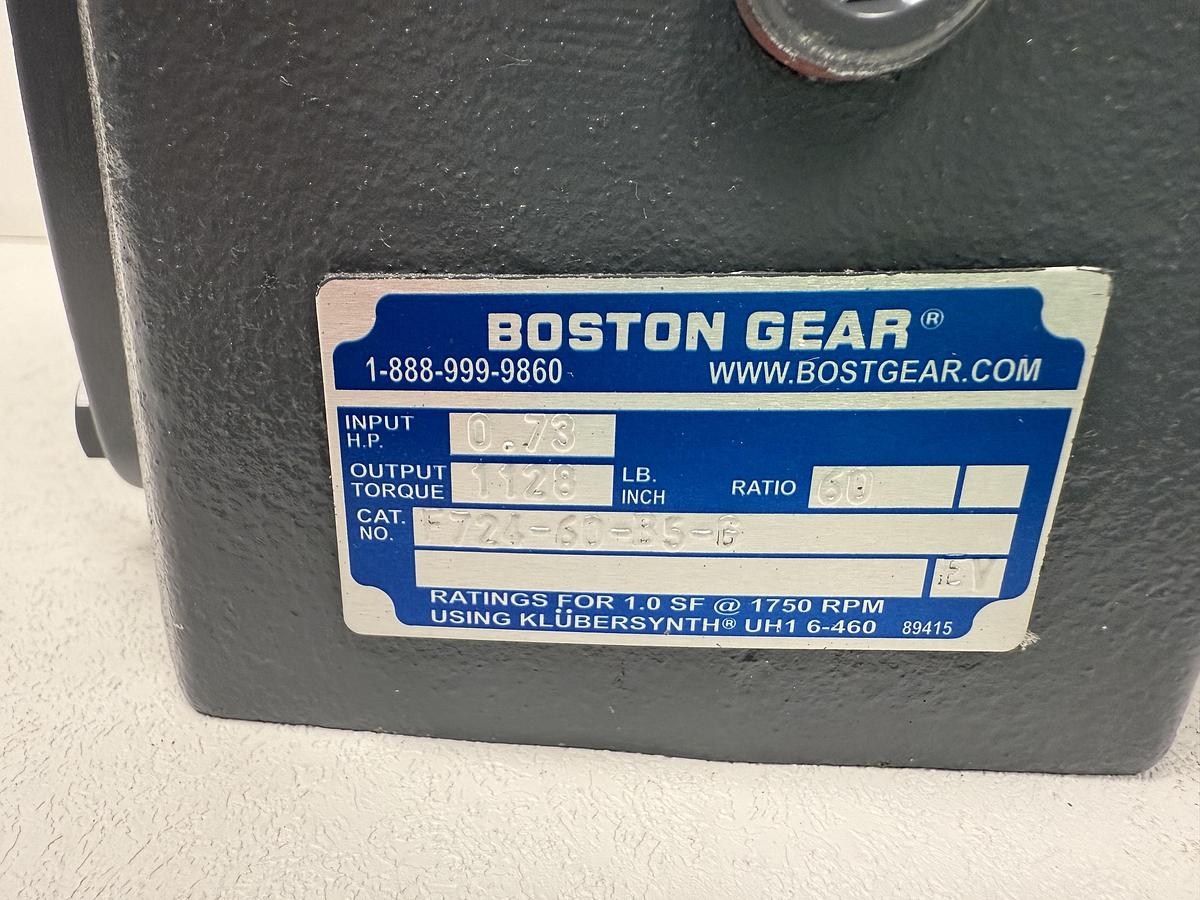 BOSTON GEAR®
1-888-999-9860 WWW.BOSTGEAR.COM
INPUT H.P. 0.73
OUTPUT TORQUE 1128 LB. INCH RATIO 60
CAT. NO. F724-60-B5-G
EV
RATINGS FOR 1.0 SF @ 1750 RPM
USING KLÜBERSYNTH® UH1 6-460 89415